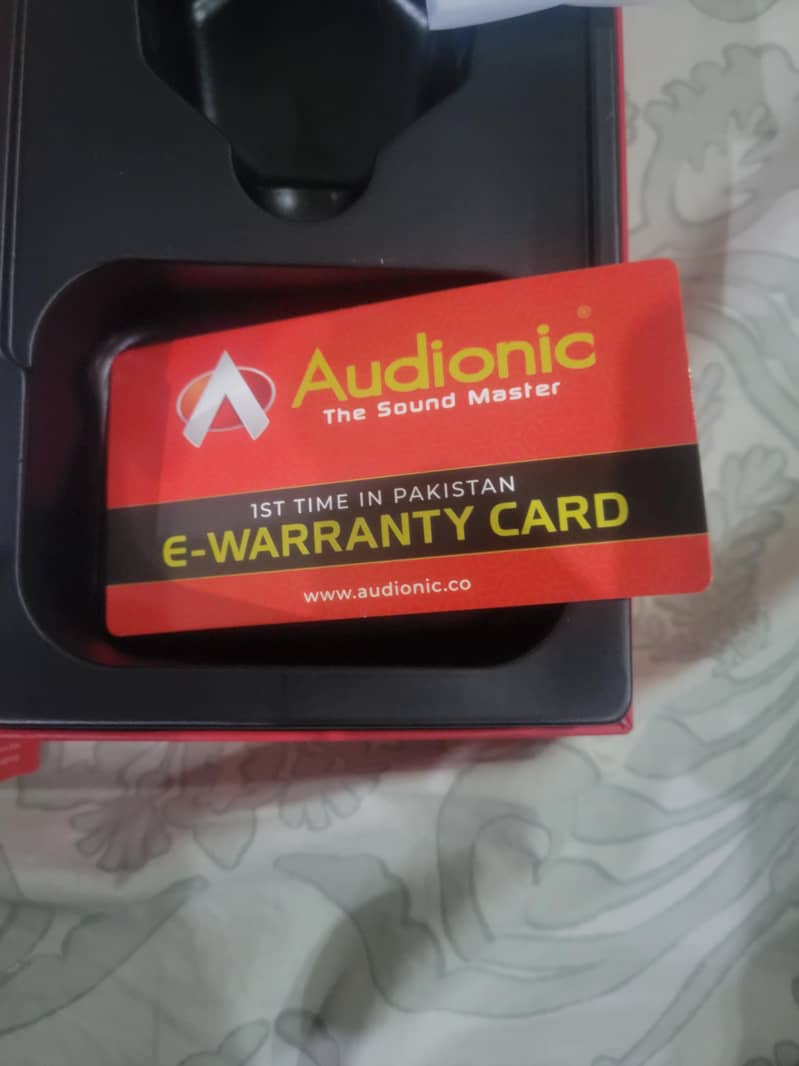 Audionic®
The Sound Master
1ST TIME IN PAKISTAN
E-WARRANTY CARD
www.audionic.co